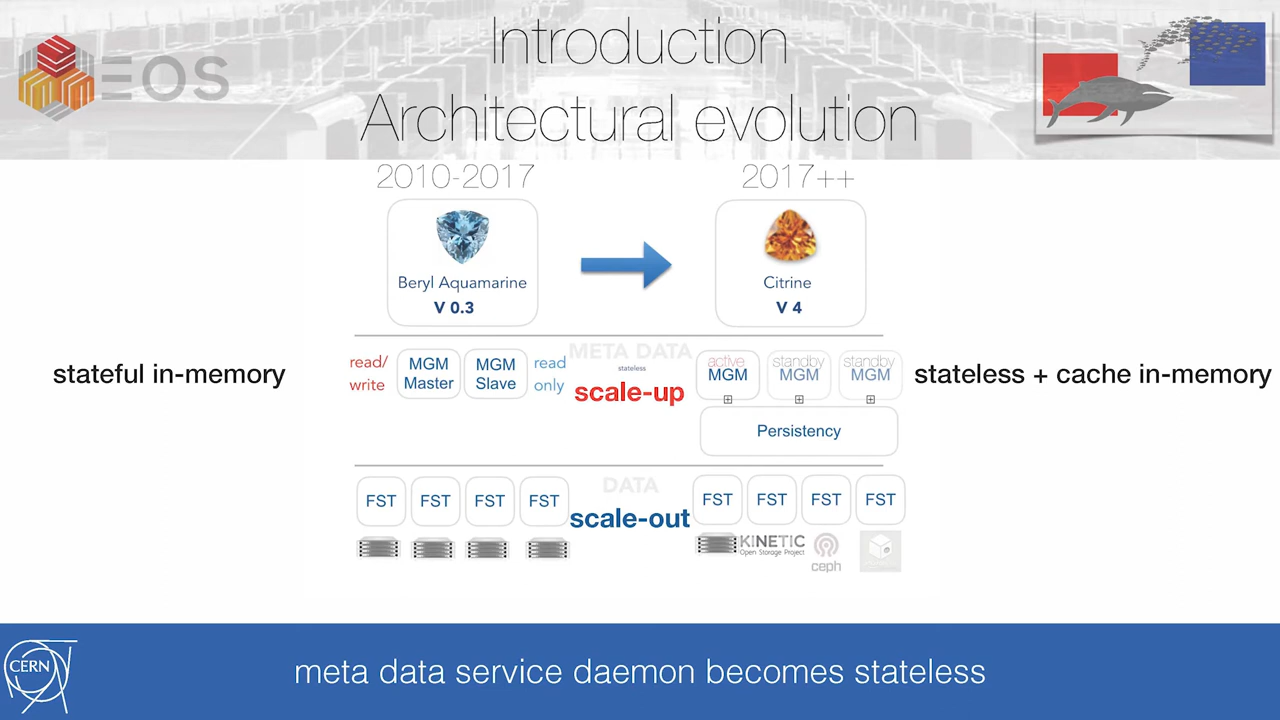 Introduction
Architectural evolution
EOS
2010-2017
2017++
Beryl Aquamarine
V 0.3
Citrine
V 4
stateful in-memory
read/
write
MGM
Master
MGM
Slave
read
only
META DATA
stateless
scale-up
active
MGM
standby
MGM
standby
MGM
stateless + cache in-memory
Persistency
FST
FST
FST
FST
DATA
scale-out
FST
FST
FST
FST
KINETIC
Open Storage Project
ceph
CERN
meta data service daemon becomes stateless